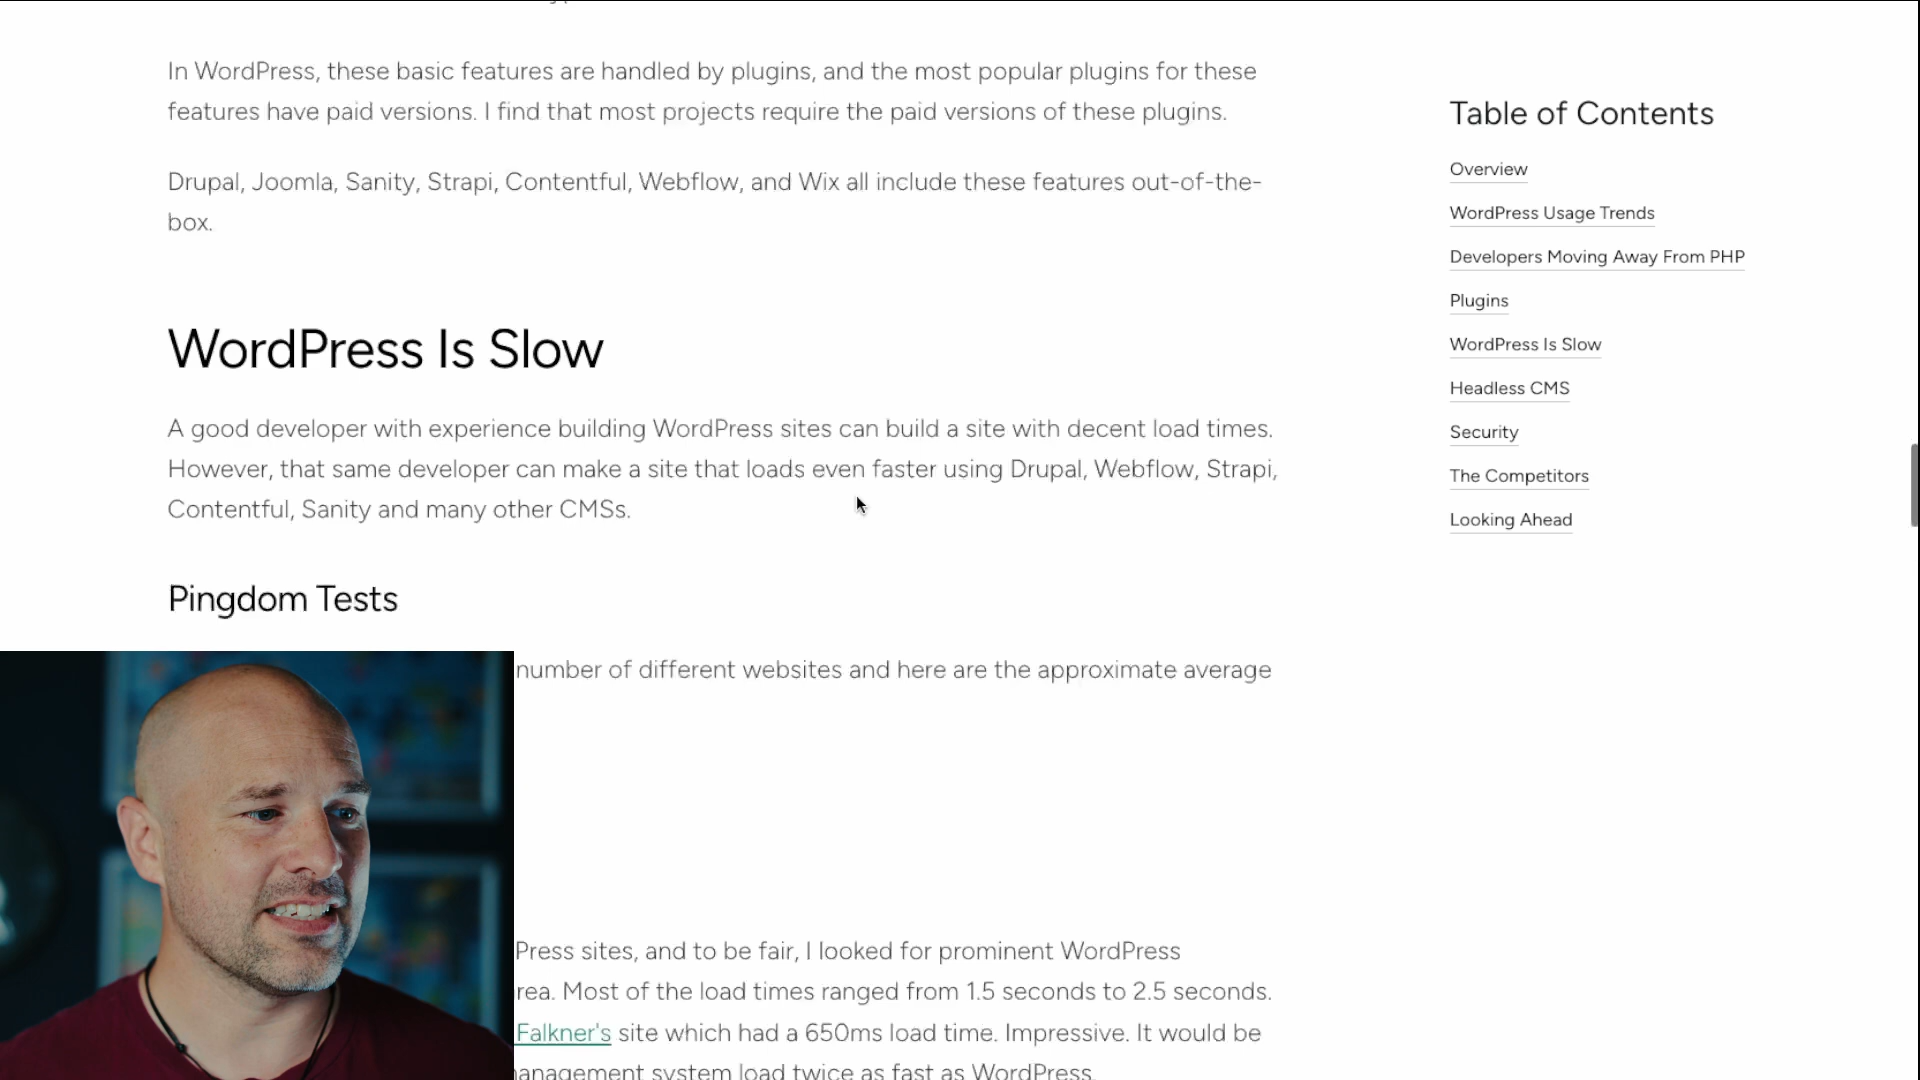 In WordPress, these basic features are handled by plugins, and the most popular plugins for these
features have paid versions. I find that most projects require the paid versions of these plugins.
Drupal, Joomla, Sanity, Strapi, Contentful, Webflow, and Wix all include these features out-of-the-
box.
WordPress Is Slow
A good developer with experience building WordPress sites can build a site with decent load times.
However, that same developer can make a site that loads even faster using Drupal, Webflow, Strapi,
Contentful, Sanity and many other CMSs.
Pingdom Tests
number of different websites and here are the approximate average
Press sites, and to be fair, I looked for prominent WordPress
rea. Most of the load times ranged from 1.5 seconds to 2.5 seconds.
Falkner's site which had a 650ms load time. Impressive. It would be
anagement system load twice as fast as WordPress.
Table of Contents
Overview
WordPress Usage Trends
Developers Moving Away From PHP
Plugins
WordPress Is Slow
Headless CMS
Security
The Competitors
Looking Ahead